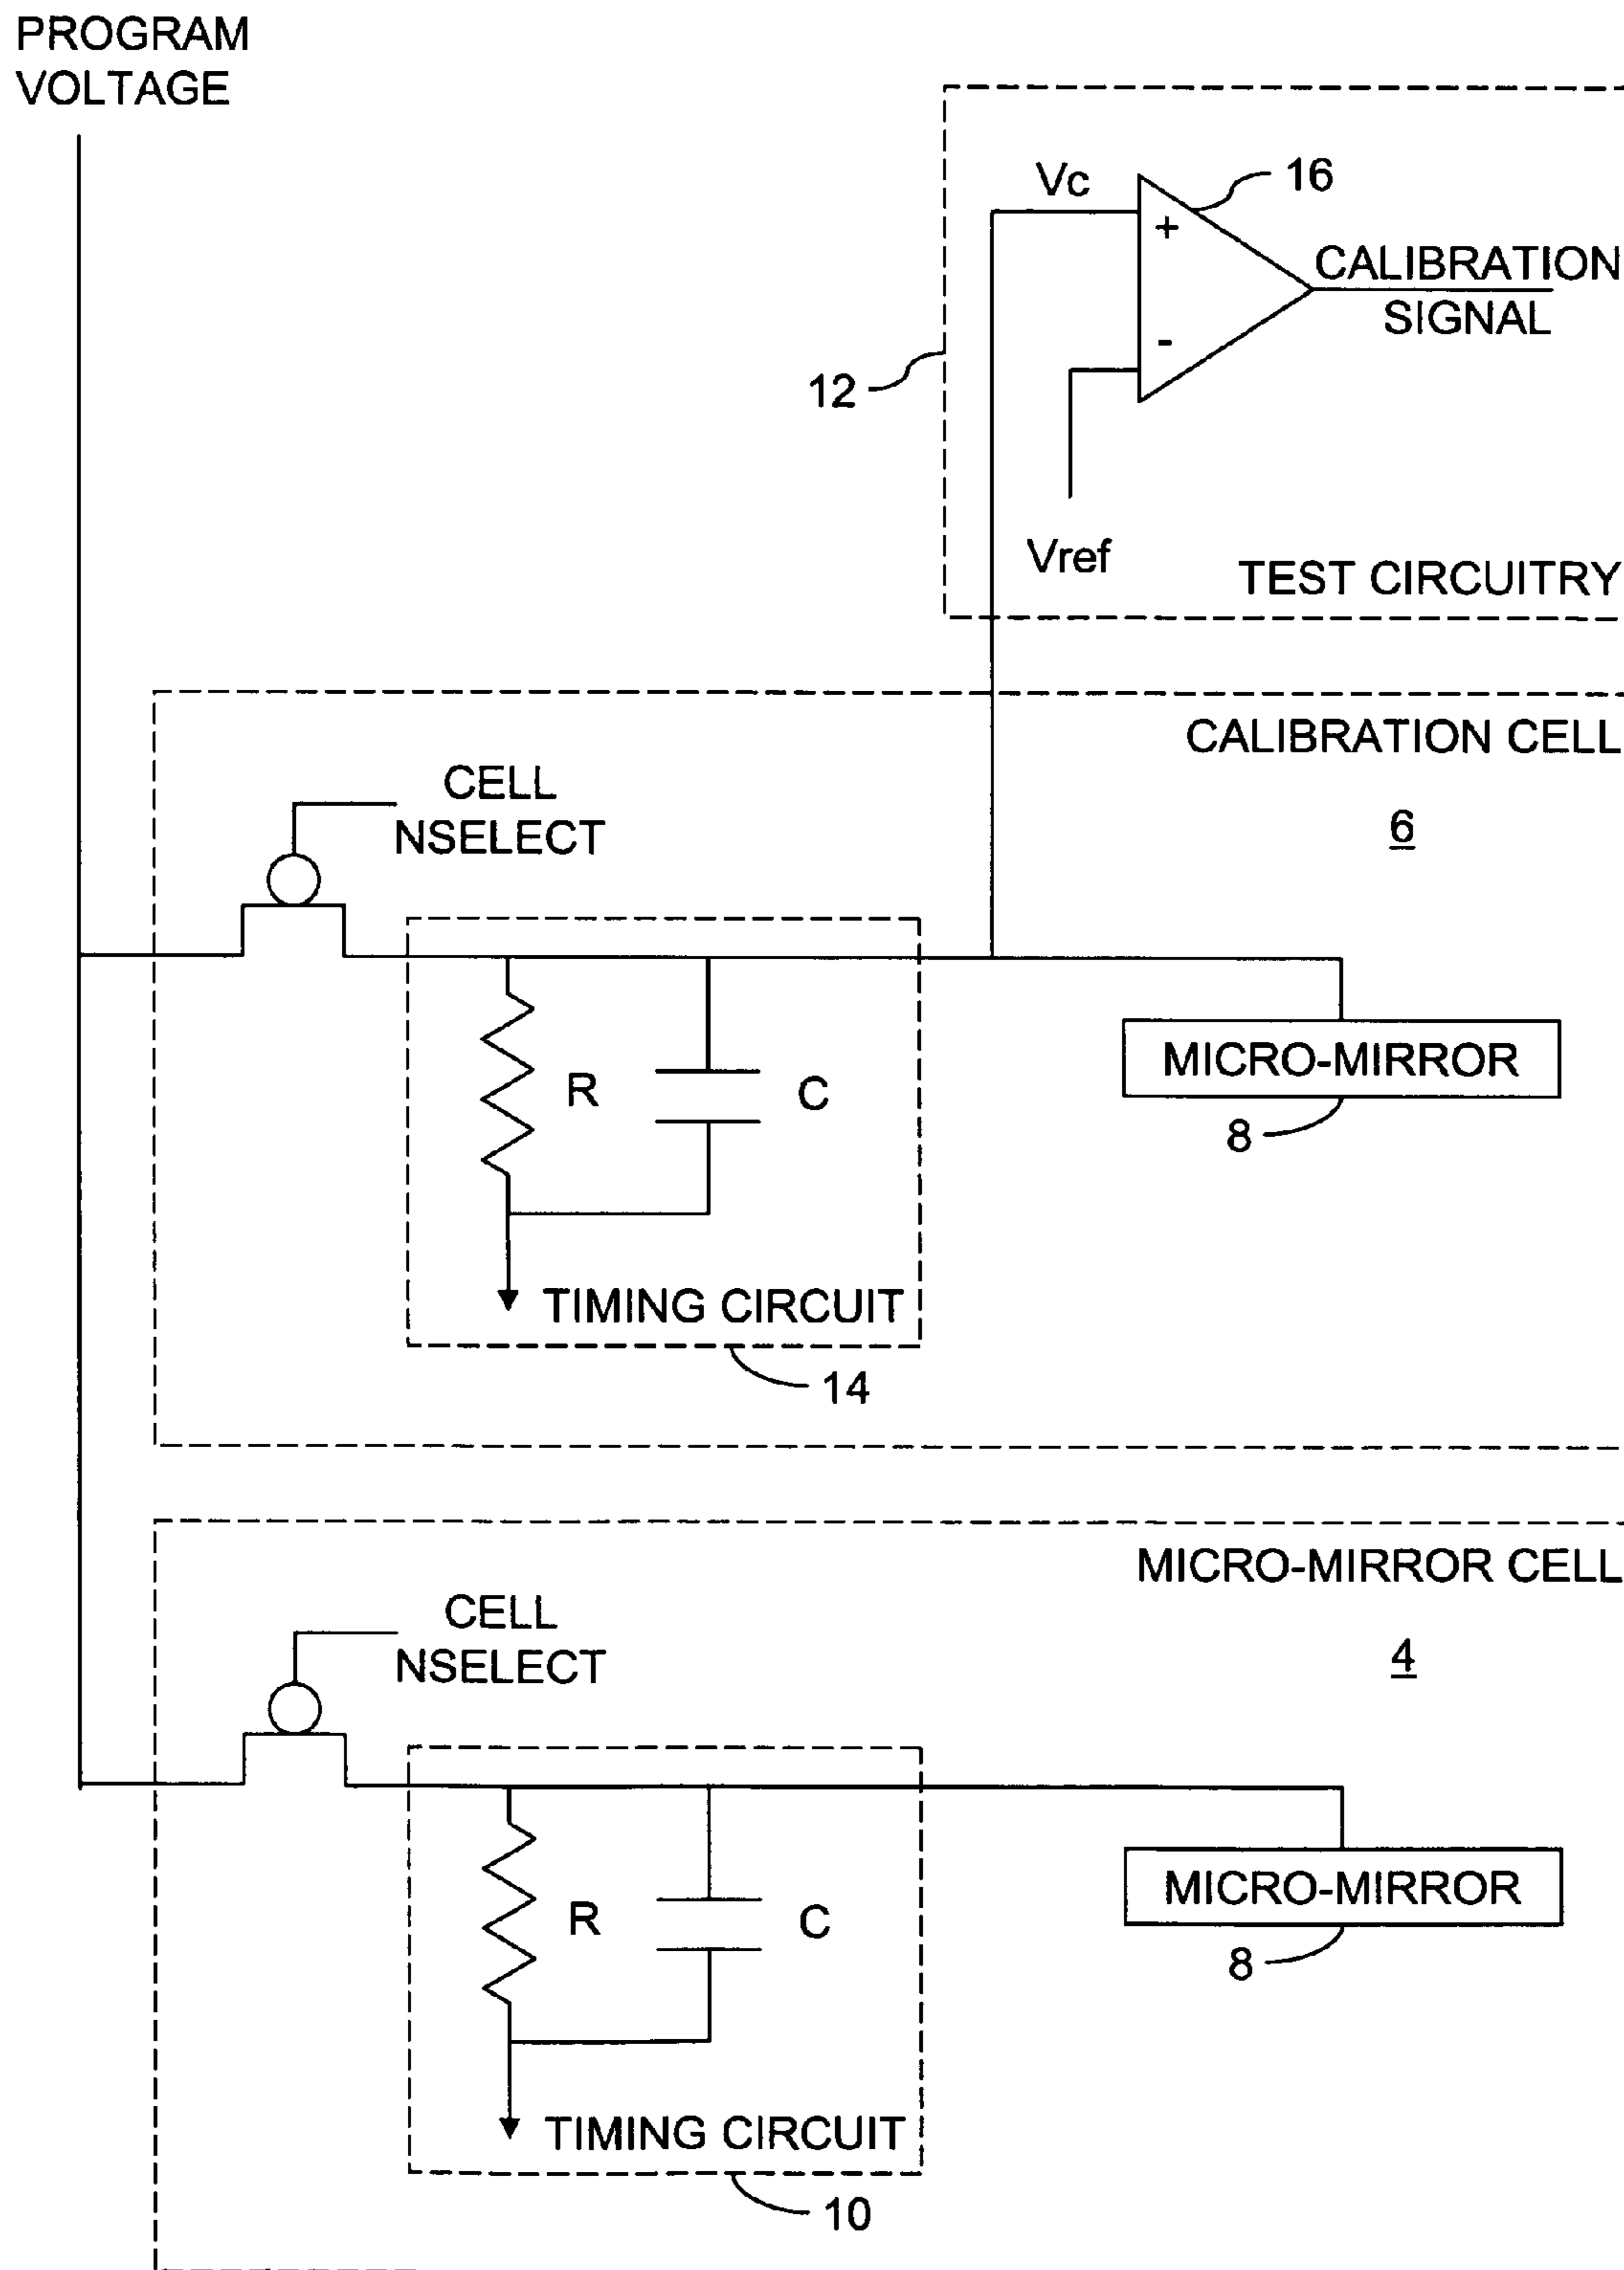 PROGRAM
VOLTAGE
Vc
16
+
CALIBRATION
SIGNAL
-
12
Vref
TEST CIRCUITRY
CALIBRATION CELL
6
CELL
NSELECT
R
C
MICRO-MIRROR
8
TIMING CIRCUIT
14
MICRO-MIRROR CELL
4
CELL
NSELECT
R
C
MICRO-MIRROR
8
TIMING CIRCUIT
10